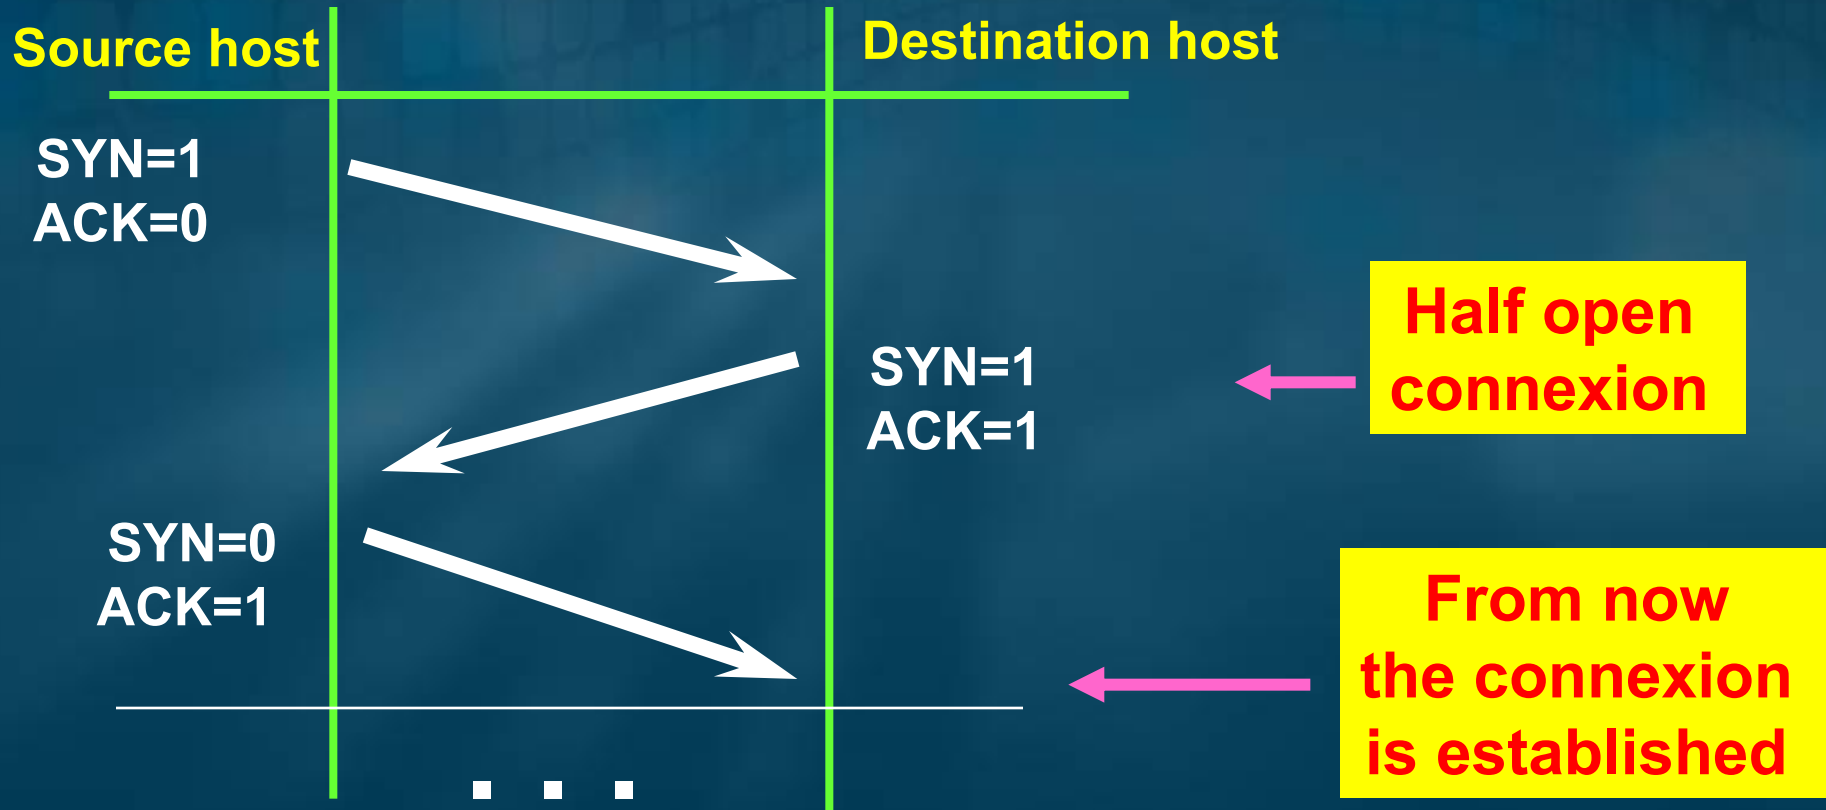 Source host
Destination host
SYN=1
ACK=0
Half open
connexion
SYN=1
ACK=1
SYN=0
ACK=1
From now
the connexion
is established
. . .